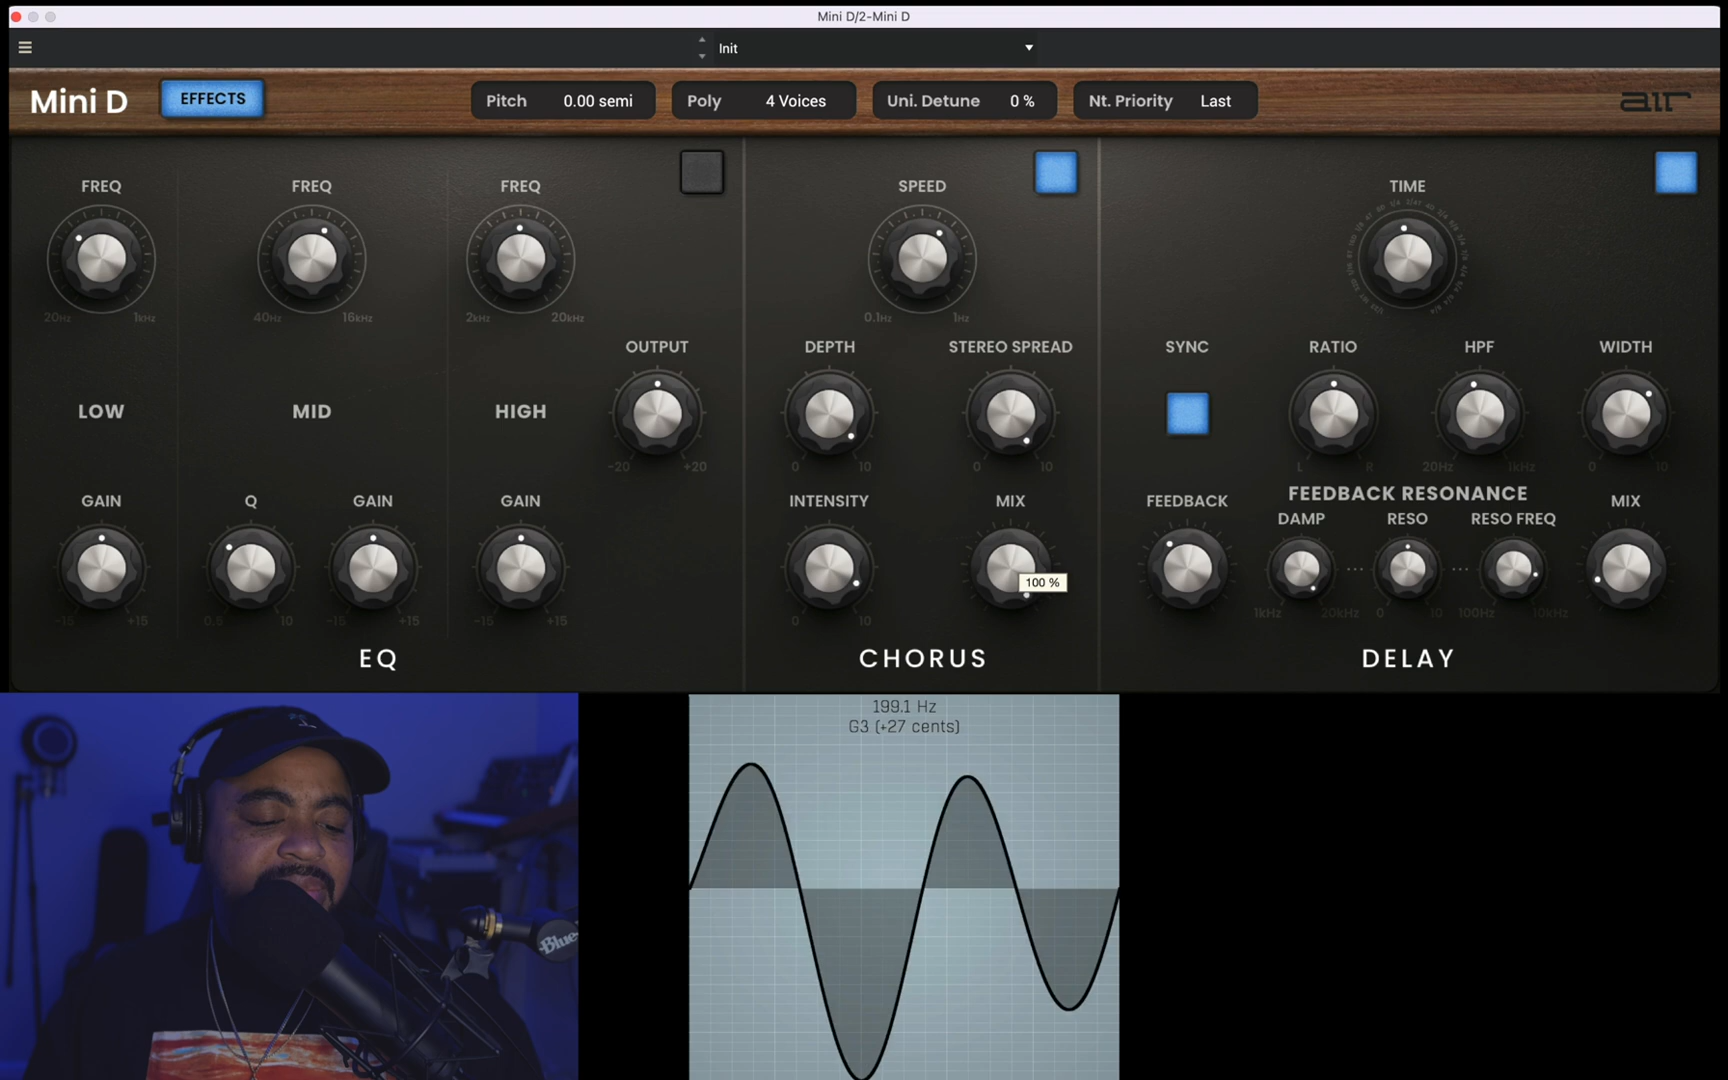 Mini D/2-Mini D
Init
Mini D
EFFECTS
Pitch 0.00 semi
Poly 4 Voices
Uni. Detune 0 %
Nt. Priority Last
air
FREQ
20Hz 1kHz
FREQ
40Hz 16kHz
FREQ
2kHz 20kHz
OUTPUT
-20 +20
LOW
MID
HIGH
GAIN
-15 +15
Q
0.5 10
GAIN
-15 +15
GAIN
-15 +15
EQ
SPEED
0.1Hz 1Hz
DEPTH
0 10
STEREO SPREAD
0 10
INTENSITY
0 10
MIX
100 %
CHORUS
TIME
SYNC
RATIO
L R
HPF
20Hz 1kHz
WIDTH
0 10
FEEDBACK
FEEDBACK RESONANCE
DAMP
1kHz 20kHz
RESO
0 10
RESO FREQ
100Hz 10kHz
MIX
DELAY
199.1 Hz
G3 (+27 cents)
Blue